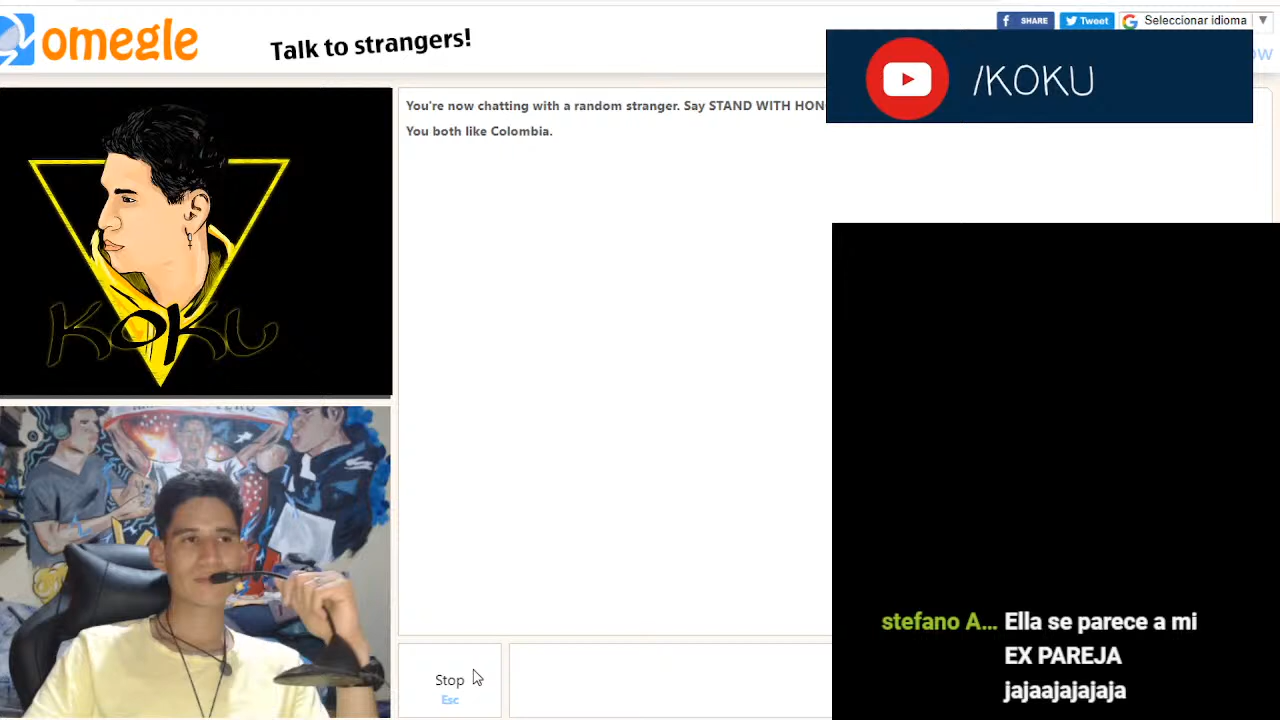 omegle
Talk to strangers!
SHARE
Tweet
Seleccionar idioma
/KOKU
You're now chatting with a random stranger. Say STAND WITH
You both like Colombia.
KOKU
Stop
Esc
stefano A... Ella se parece a mi
EX PAREJA
jajaajajajaja